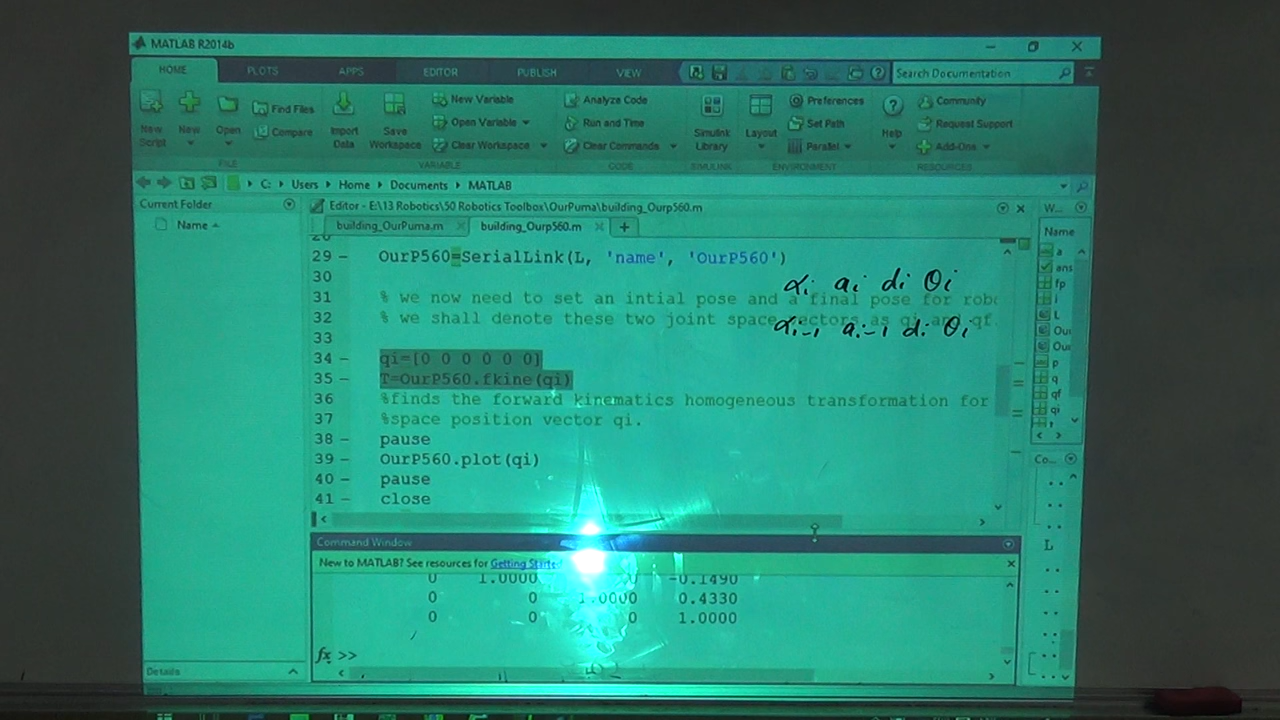 MATLAB R2014b
HOME PLOTS APPS EDITOR PUBLISH VIEW Search Documentation
New Script New Open Find Files Compare Import Data Save Workspace New Variable Open Variable Clear Workspace Analyze Code Run and Time Clear Commands Simulink Library Layout Preferences Set Path Parallel Help Community Request Support Add-Ons
FILE VARIABLE CODE SIMULINK ENVIRONMENT RESOURCES
C: Users Home Documents MATLAB
Current Folder
Name
Editor - E:\13 Robotics\50 Robotics Toolbox\OurPuma\building_Ourp560.m
building_OurPuma.m building_Ourp560.m
29 - OurP560=SerialLink(L, 'name', 'OurP560')
30
αi ai di θi
31 % we now need to set an intial pose and a final pose for robo
32 % we shall denote these two joint space vectors as qi and qf.
αi-1 ai-1 di θi
33
34 - qi=[0 0 0 0 0 0]
35 - T=OurP560.fkine(qi)
36 %finds the forward kinematics homogeneous transformation for
37 %space position vector qi.
38 - pause
39 - OurP560.plot(qi)
40 - pause
41 - close
W...
Name
a
ans
fp
i
L
Our
Our
p
q
qf
qi
Co...
L
Command Window
New to MATLAB? See resources for Getting Started
0 1.0000 -0.1490
0 0 1.0000 0.4330
0 0 0 1.0000
fx >>
Details